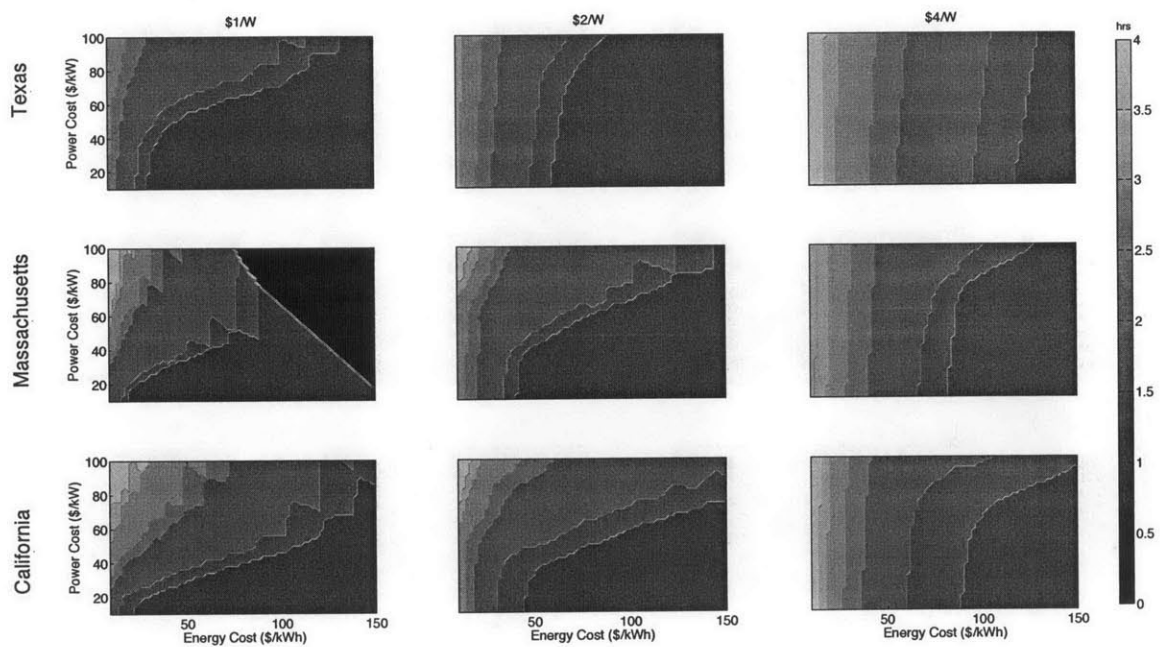 $1/W
$2/W
$4/W
hrs
Texas
Power Cost ($/kW)
100
80
60
40
20
Massachusetts
Power Cost ($/kW)
100
80
60
40
20
California
Power Cost ($/kW)
100
80
60
40
20
50
100
150
Energy Cost ($/kWh)
50
100
150
Energy Cost ($/kWh)
50
100
150
Energy Cost ($/kWh)
4
3.5
3
2.5
2
1.5
1
0.5
0